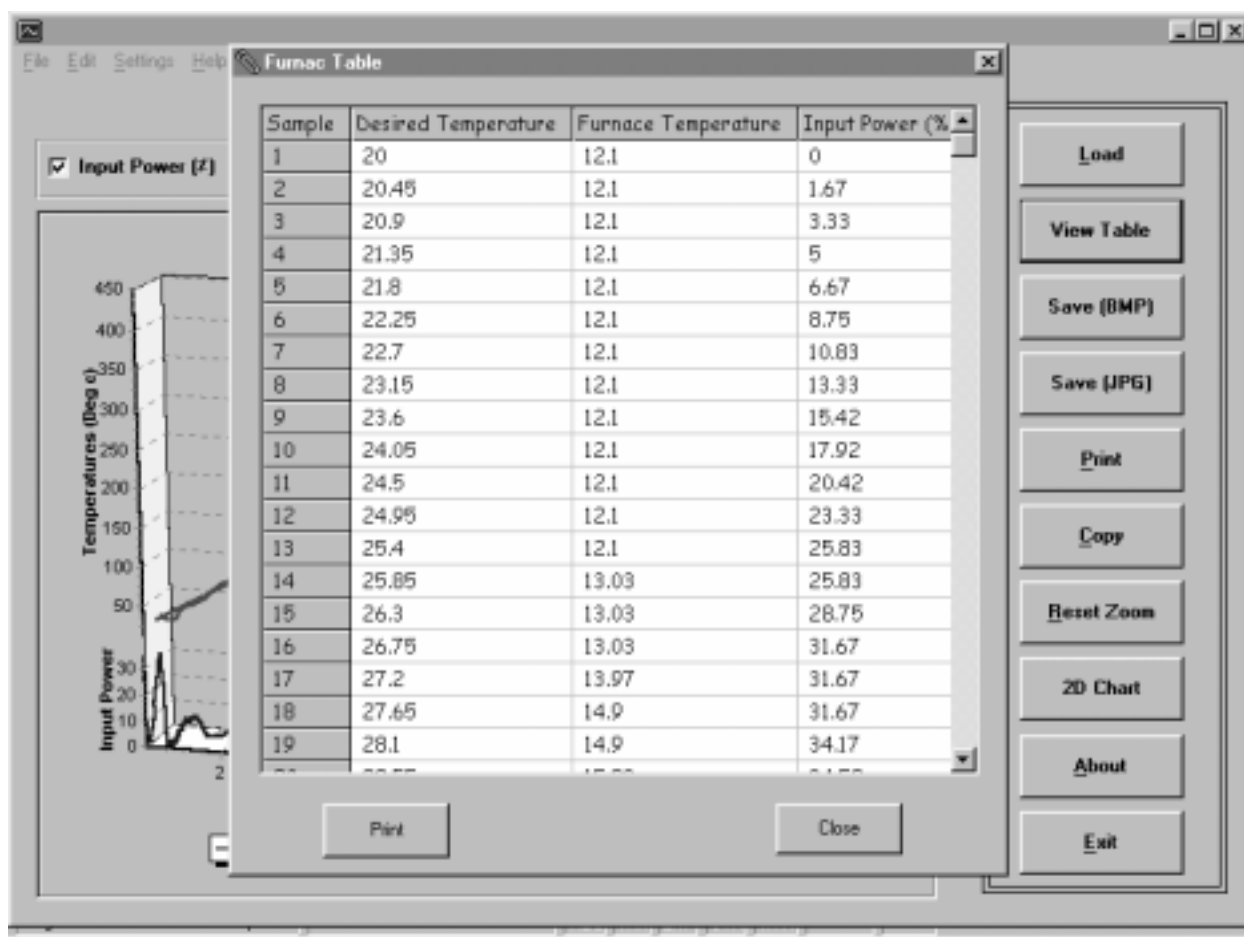 File Edit Settings Help
Furnac Table
Input Power (%)
Sample Desired Temperature Furnace Temperature Input Power (%
1 20 12.1 0
2 20.45 12.1 1.67
3 20.9 12.1 3.33
4 21.35 12.1 5
5 21.8 12.1 6.67
6 22.25 12.1 8.75
7 22.7 12.1 10.83
8 23.15 12.1 13.33
9 23.6 12.1 15.42
10 24.05 12.1 17.92
11 24.5 12.1 20.42
12 24.95 12.1 23.33
13 25.4 12.1 25.83
14 25.85 13.03 25.83
15 26.3 13.03 28.75
16 26.75 13.03 31.67
17 27.2 13.97 31.67
18 27.65 14.9 31.67
19 28.1 14.9 34.17
Print Close
Temperatures (Deg c)
450
400
350
300
250
200
150
100
50
Input Power
30
20
10
0
2
Load
View Table
Save (BMP)
Save (JPG)
Print
Copy
Reset Zoom
2D Chart
About
Exit